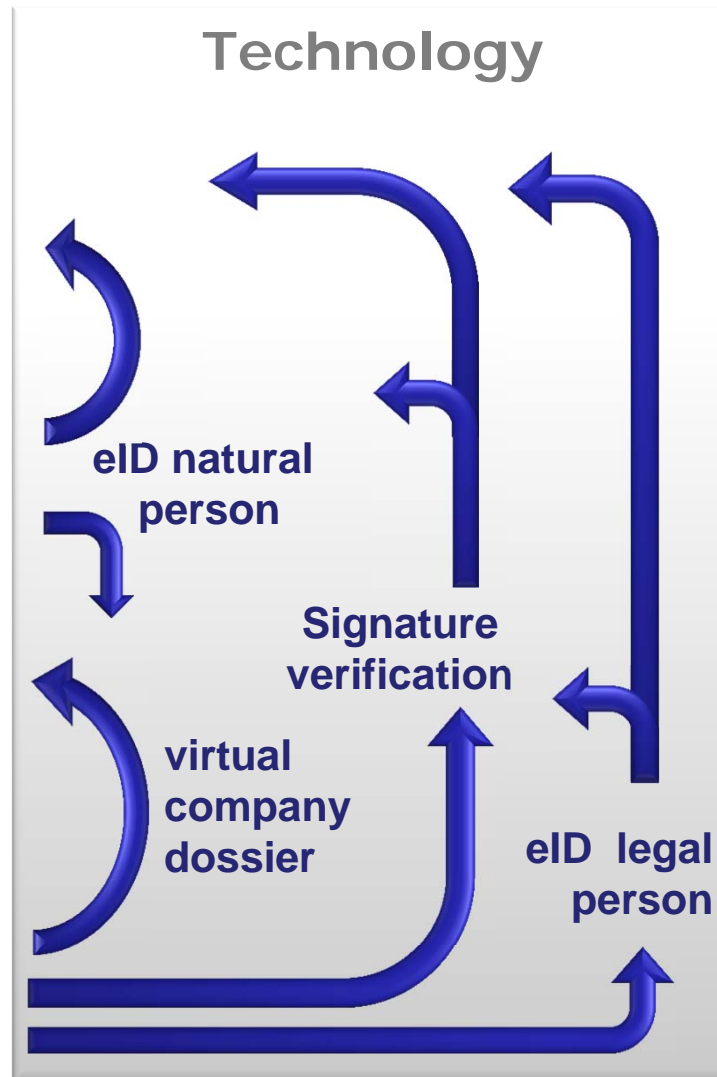 Technology
eID natural
person
Signature
verification
virtual
company
dossier
eID legal
person